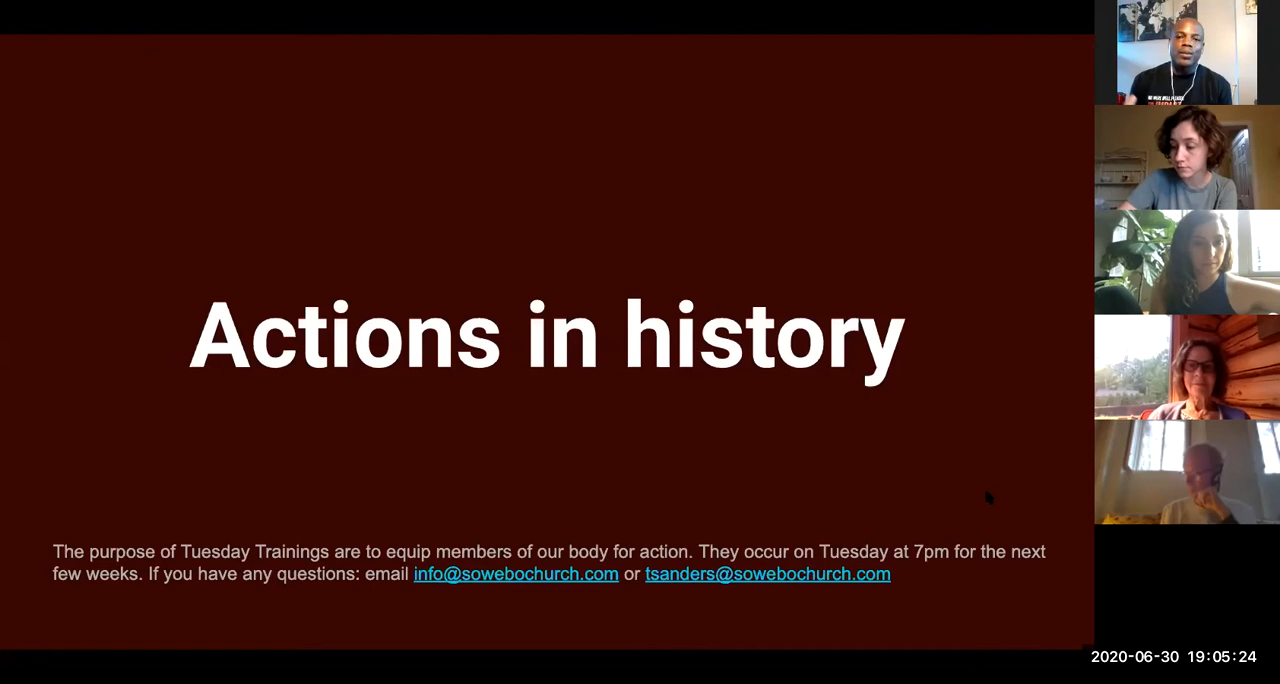 Actions in history
The purpose of Tuesday Trainings are to equip members of our body for action. They occur on Tuesday at 7pm for the next
few weeks. If you have any questions: email info@sowebochurch.com or tsanders@sowebochurch.com
2020-06-30 19:05:24